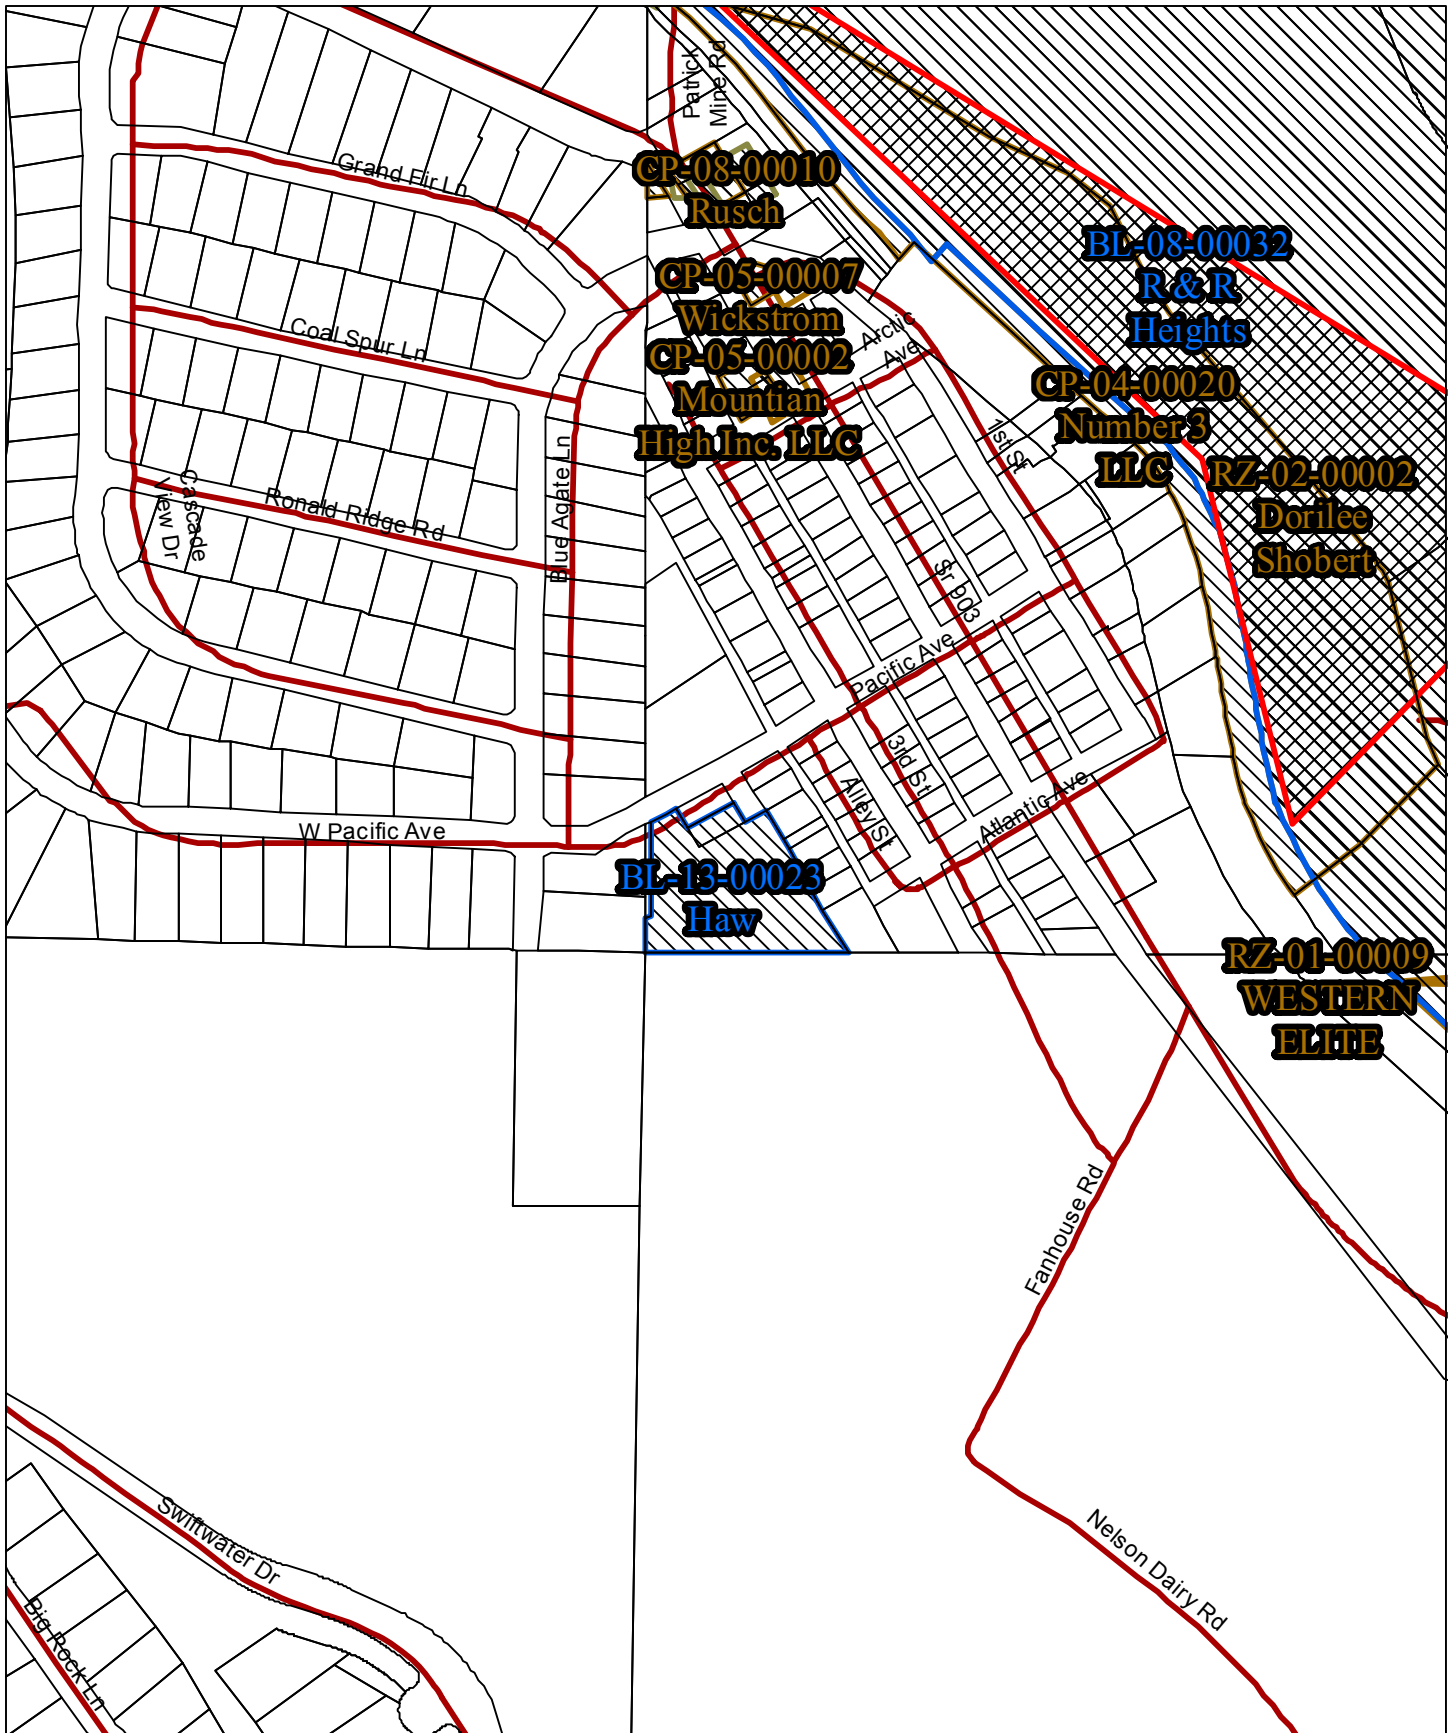 Patrick
Mine Rd
Grand Fir Ln
CP-08-00010
Rusch
BL-08-00032
R & R
Heights
CP-05-00007
Wickstrom
CP-05-00002
Mountian
High Inc. LLC
Arctic
Ave
Coal Spur Ln
CP-04-00020
Number 3
LLC
1st St
RZ-02-00002
Dorilee
Shobert
Cascade
View Dr
Ronald Ridge Rd
Blue Agate Ln
Sr 903
Pacific Ave
3rd St
Alley St
Atlantic Ave
W Pacific Ave
BL-13-00023
Haw
RZ-01-00009
WESTERN
ELITE
Fanhouse Rd
Nelson Dairy Rd
Swiftwater Dr
Big Rock Ln